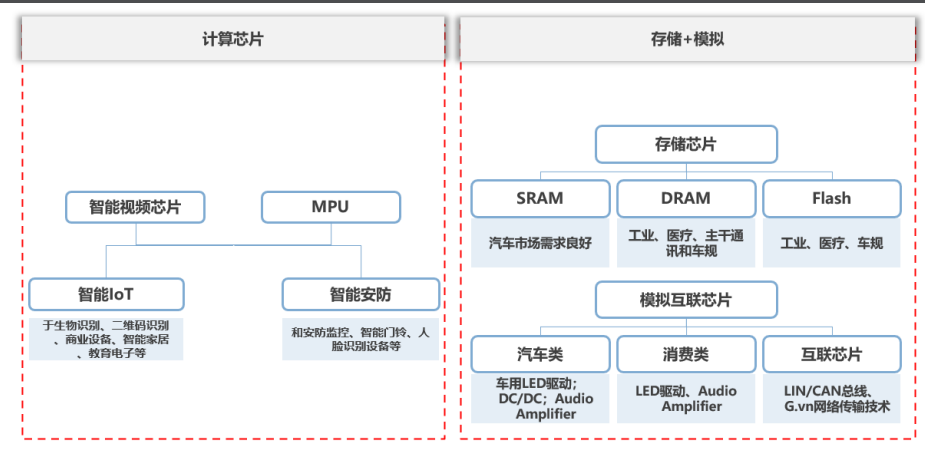 计算芯片
智能视频芯片
MPU
智能IoT
于生物识别、二维码识别
、商业设备、智能家居
、教育电子等
智能安防
和安防监控、智能门铃、人
脸识别设备等
存储+模拟
存储芯片
SRAM
汽车市场需求良好
DRAM
工业、医疗、主干通
讯和车规
Flash
工业、医疗、车规
模拟互联芯片
汽车类
车用LED驱动；
DC/DC；Audio
Amplifier
消费类
LED驱动、Audio
Amplifier
互联芯片
LIN/CAN总线、
G.vn网络传输技术